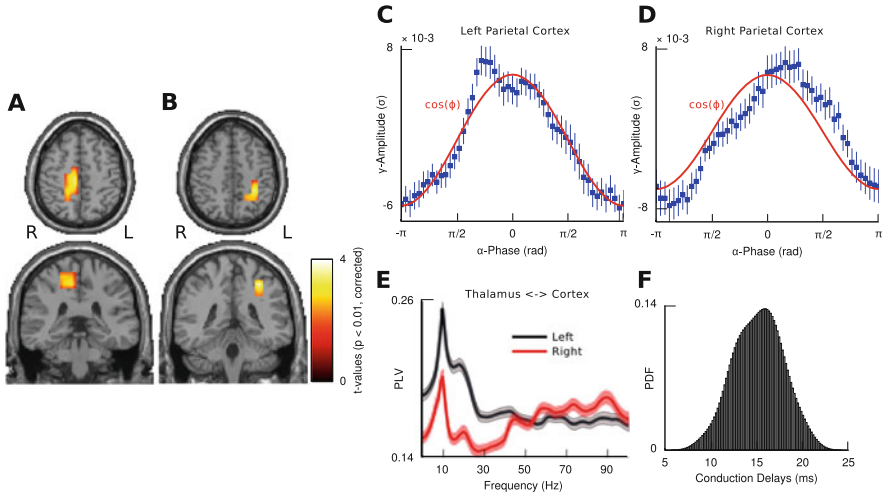 A
B
R
L
R
L
4
0
t-values (p < 0.01, corrected)
C
Left Parietal Cortex
× 10-3
8
-6
γ-Amplitude (σ)
cos(ϕ)
-π
π/2
0
π/2
π
α-Phase (rad)
D
Right Parietal Cortex
× 10-3
8
-8
γ-Amplitude (σ)
cos(ϕ)
-π
π/2
0
π/2
π
α-Phase (rad)
E
Thalamus <-> Cortex
0.26
0.14
PLV
Left
Right
10
30
50
70
90
Frequency (Hz)
F
0.14
0
PDF
5
10
15
20
25
Conduction Delays (ms)